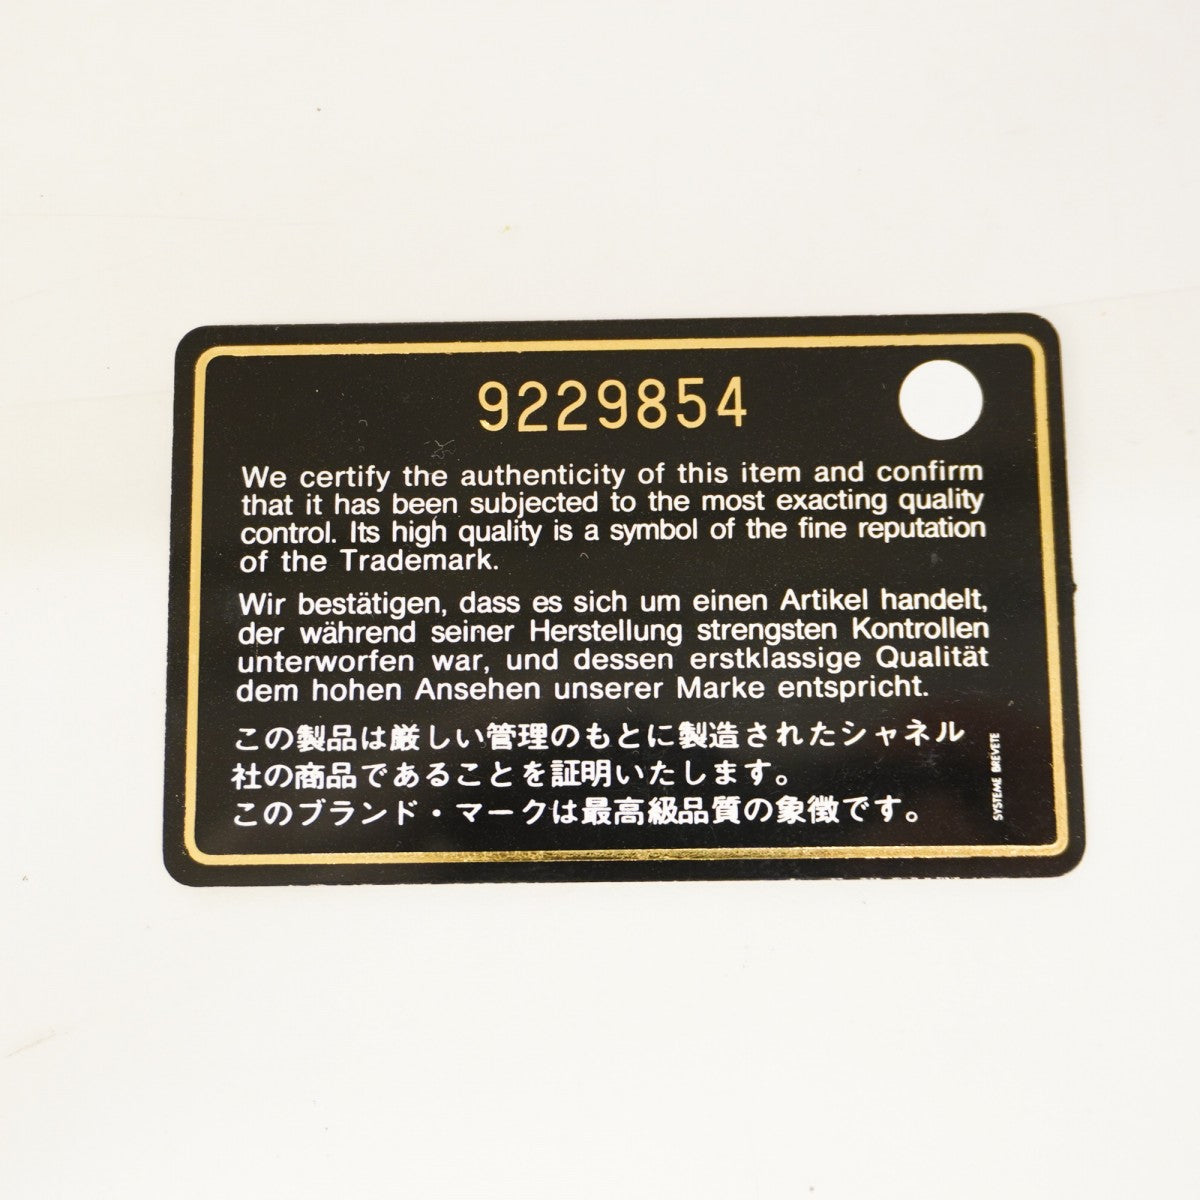 9229854
We certify the authenticity of this item and confirm
that it has been subjected to the most exacting quality
control. Its high quality is a symbol of the fine reputation
of the Trademark.
Wir bestätigen, dass es sich um einen Artikel handelt,
der während seiner Herstellung strengsten Kontrollen
unterworfen war, und dessen erstklassige Qualität
dem hohen Ansehen unserer Marke entspricht.
この製品は厳しい管理のもとに製造されたシャネル
社の商品であることを証明いたします。
このブランド・マークは最高級品質の象徴です。
SYSTEME BREVETE